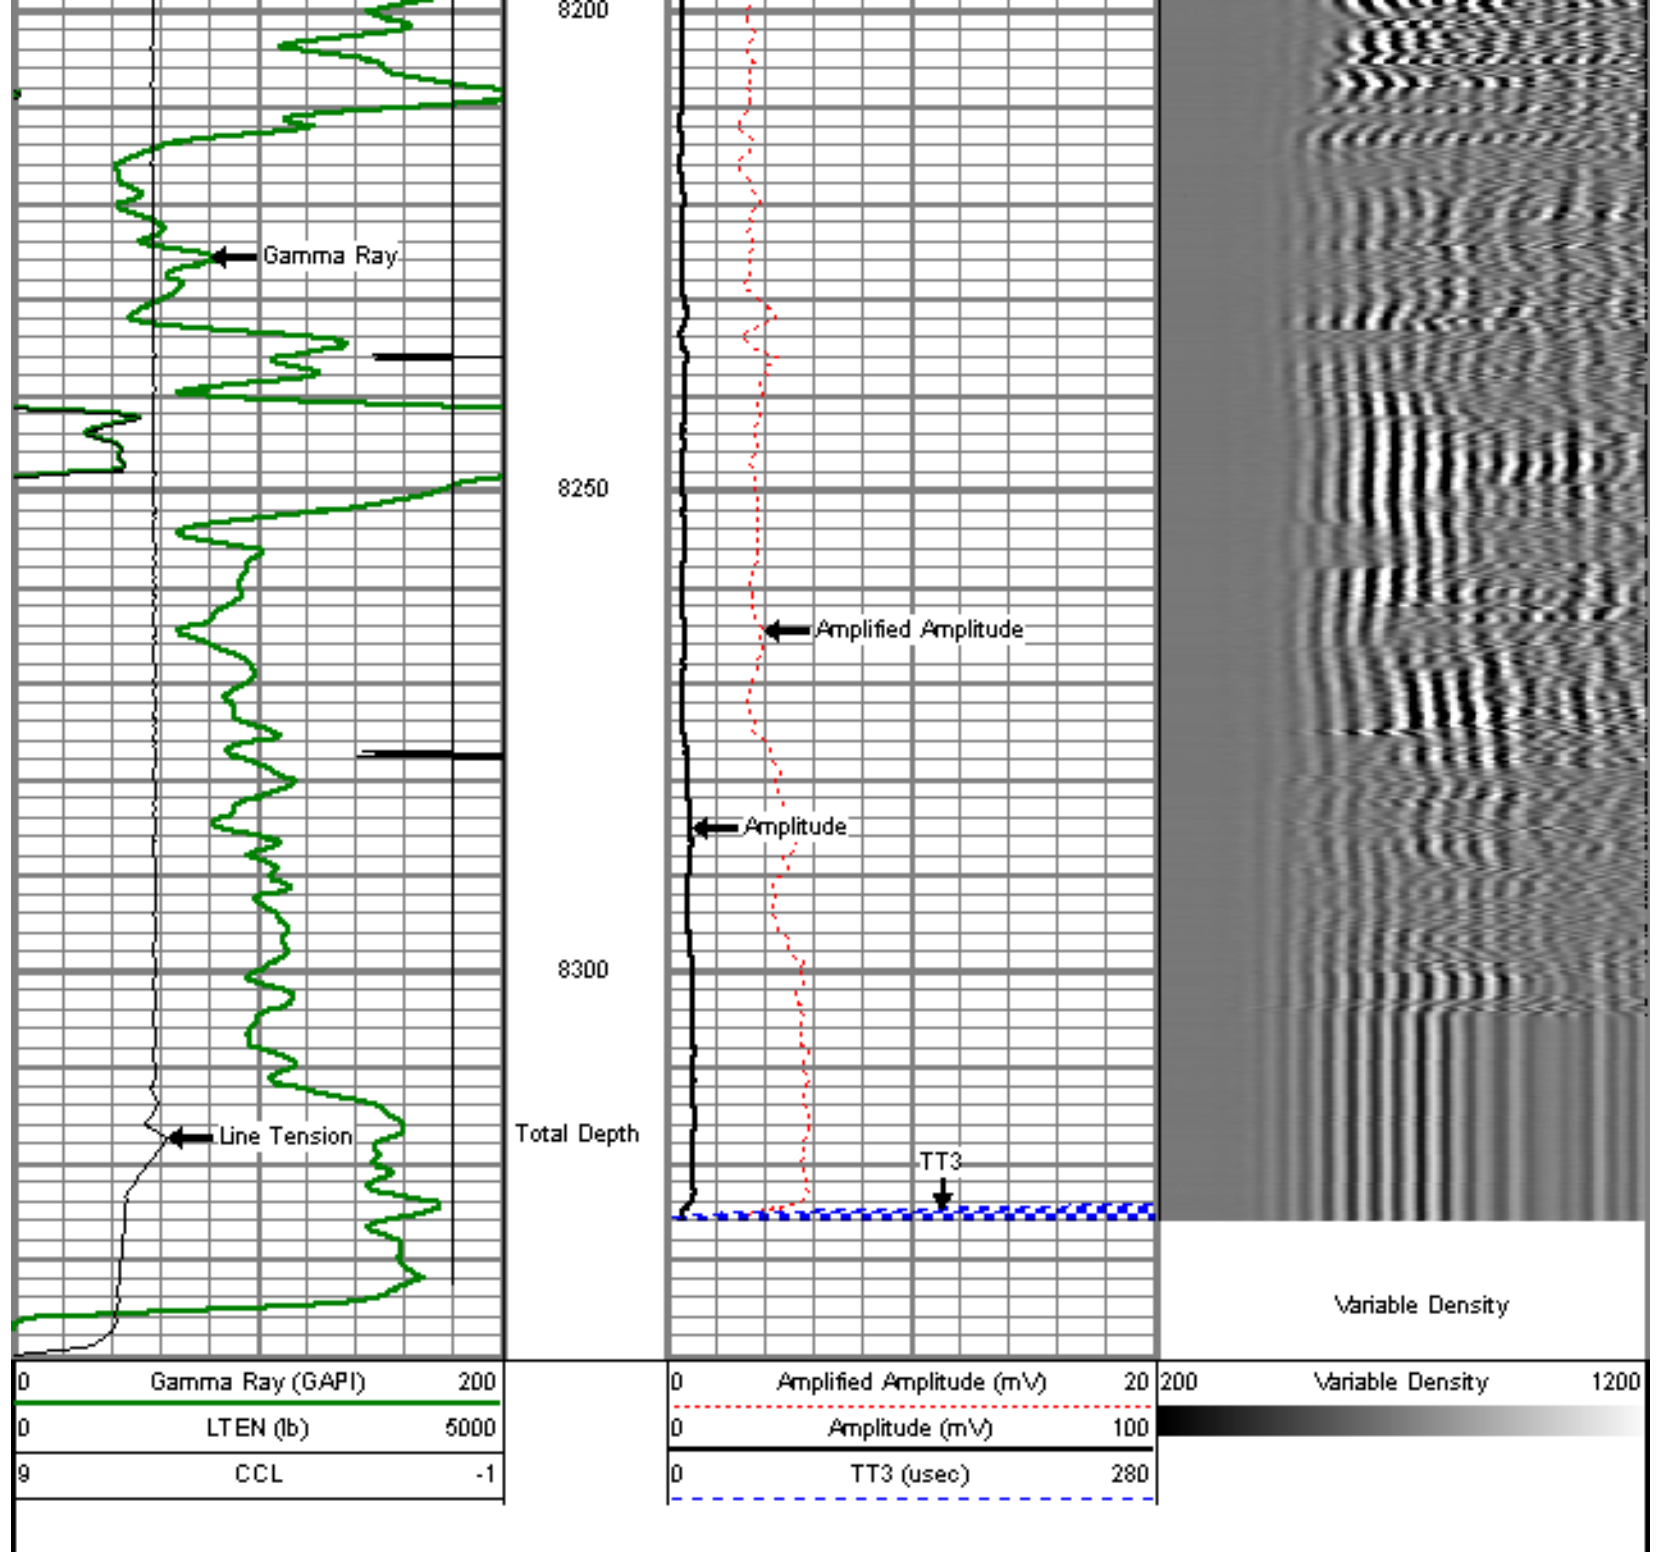 8200
Gamma Ray
8250
Amplified Amplitude
Amplitude
8300
Line Tension
Total Depth
TT3
Variable Density
0 Gamma Ray (GAPI) 200
0 LTEN (lb) 5000
9 CCL -1
0 Amplified Amplitude (mV) 20
0 Amplitude (mV) 100
0 TT3 (usec) 280
200 Variable Density 1200